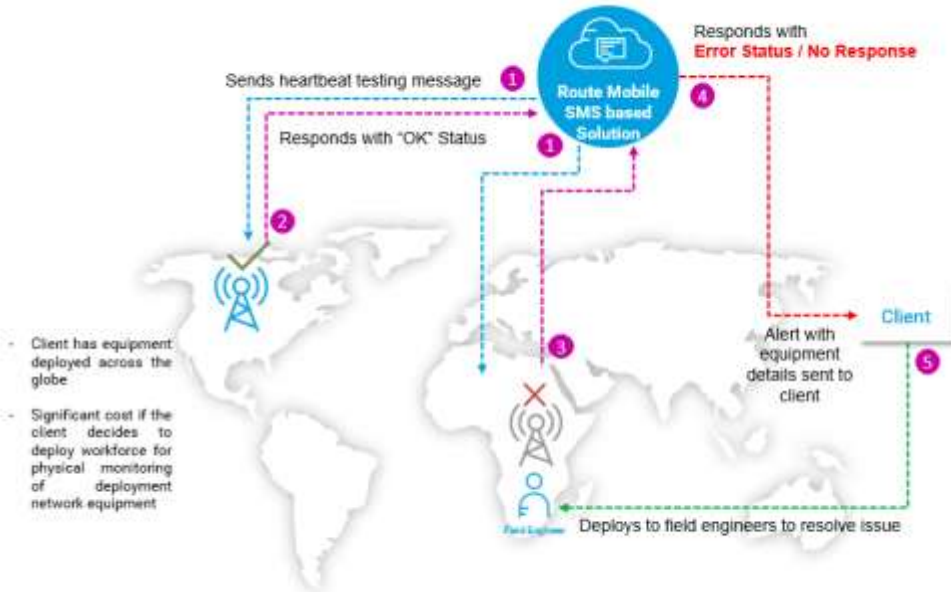 Responds with
Error Status / No Response
Sends heartbeat testing message
1
4
Route Mobile
SMS based
Solution
Responds with "OK" Status
1
2
Client
3
5
Alert with
equipment
details sent to
client
- Client has equipment
deployed across the
globe
- Significant cost if the
client decides to
deploy workforce for
physical monitoring
of deployment
network equipment
Field Engineer
Deploys to field engineers to resolve issue